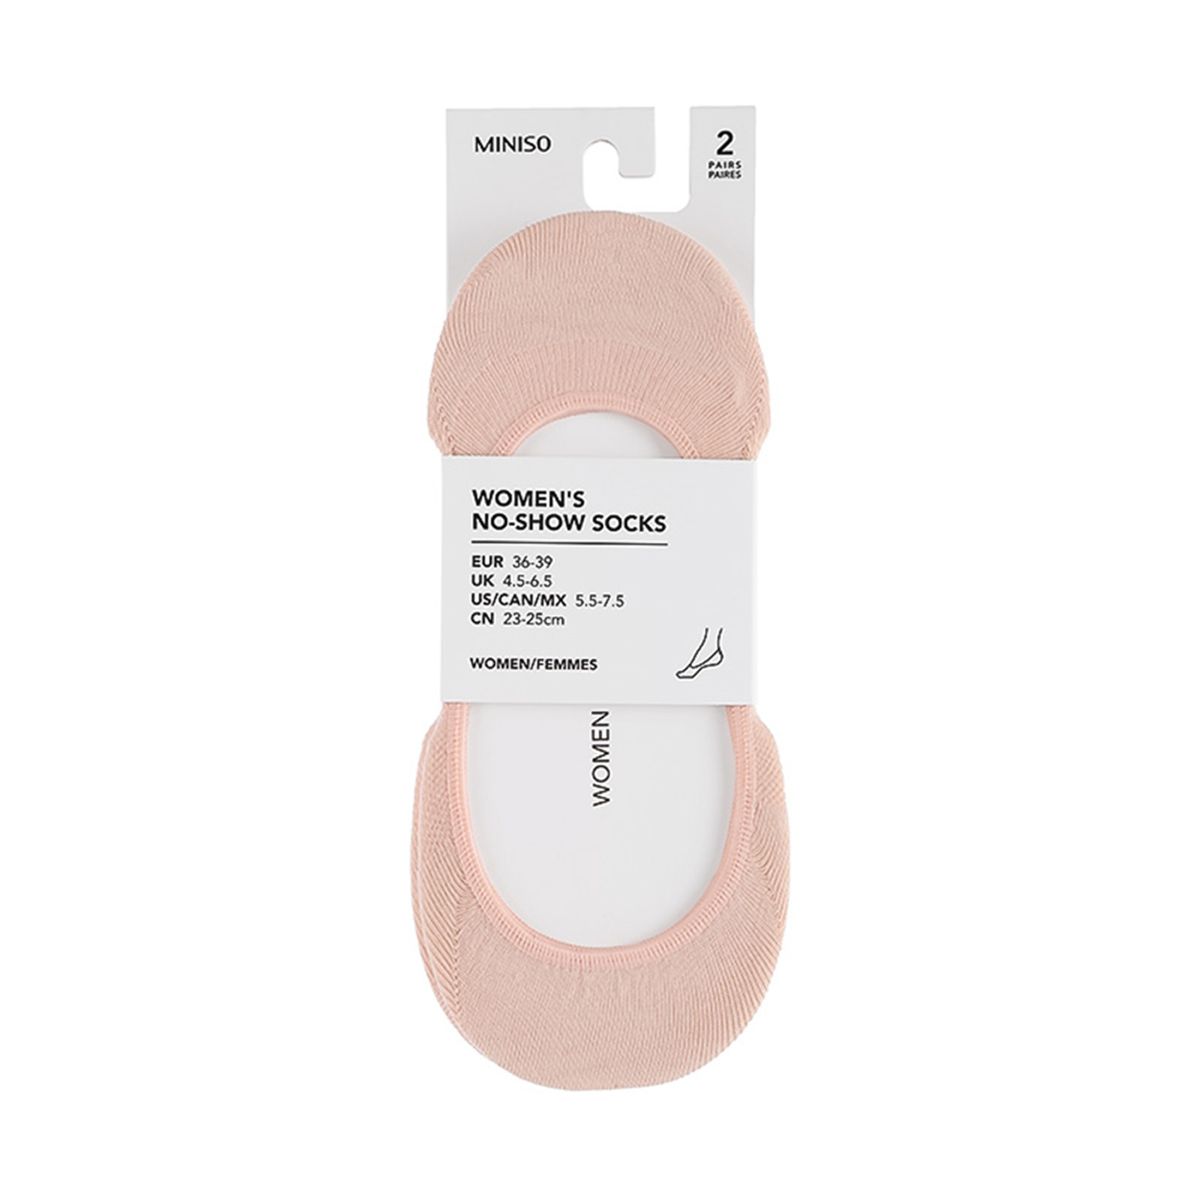 MINISO
2
PAIRS
PAIRES
WOMEN'S
NO-SHOW SOCKS
EUR 36-39
UK 4.5-6.5
US/CAN/MX 5.5-7.5
CN 23-25cm
WOMEN/FEMMES
WOMEN